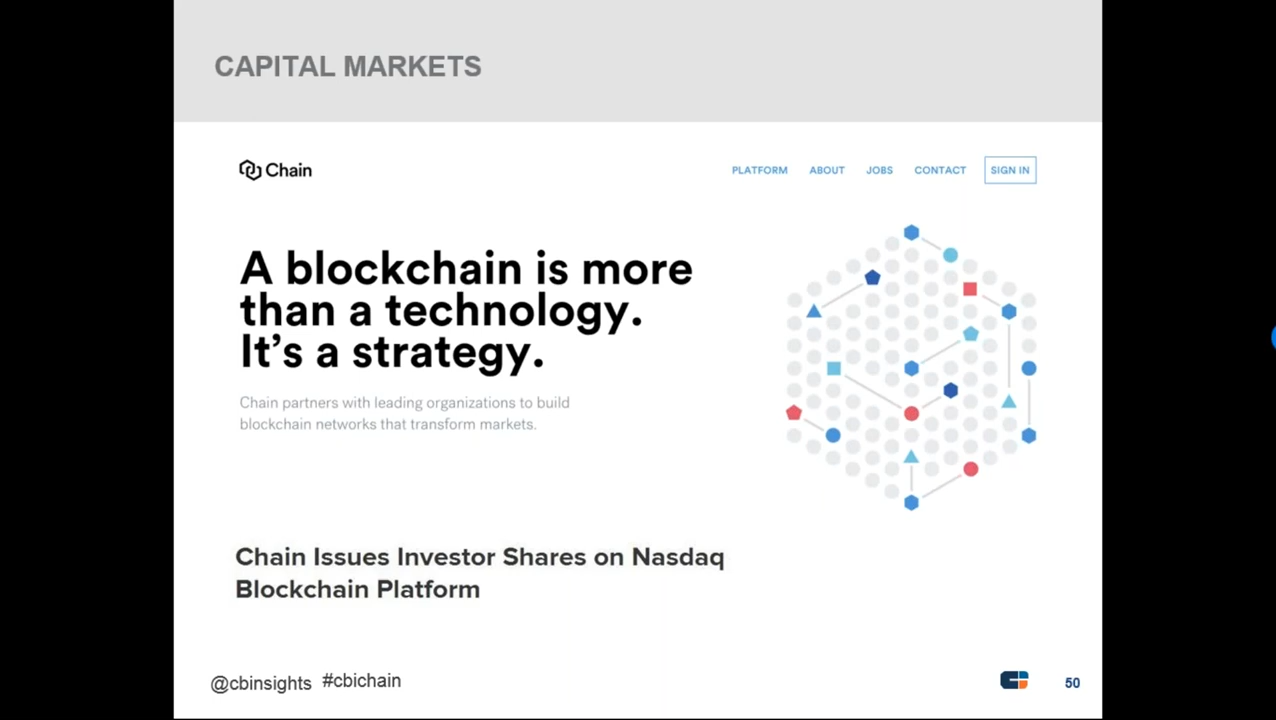 CAPITAL MARKETS
Chain
PLATFORM ABOUT JOBS CONTACT SIGN IN
A blockchain is more
than a technology.
It's a strategy.
Chain partners with leading organizations to build
blockchain networks that transform markets.
Chain Issues Investor Shares on Nasdaq
Blockchain Platform
@cbinsights #cbichain
50